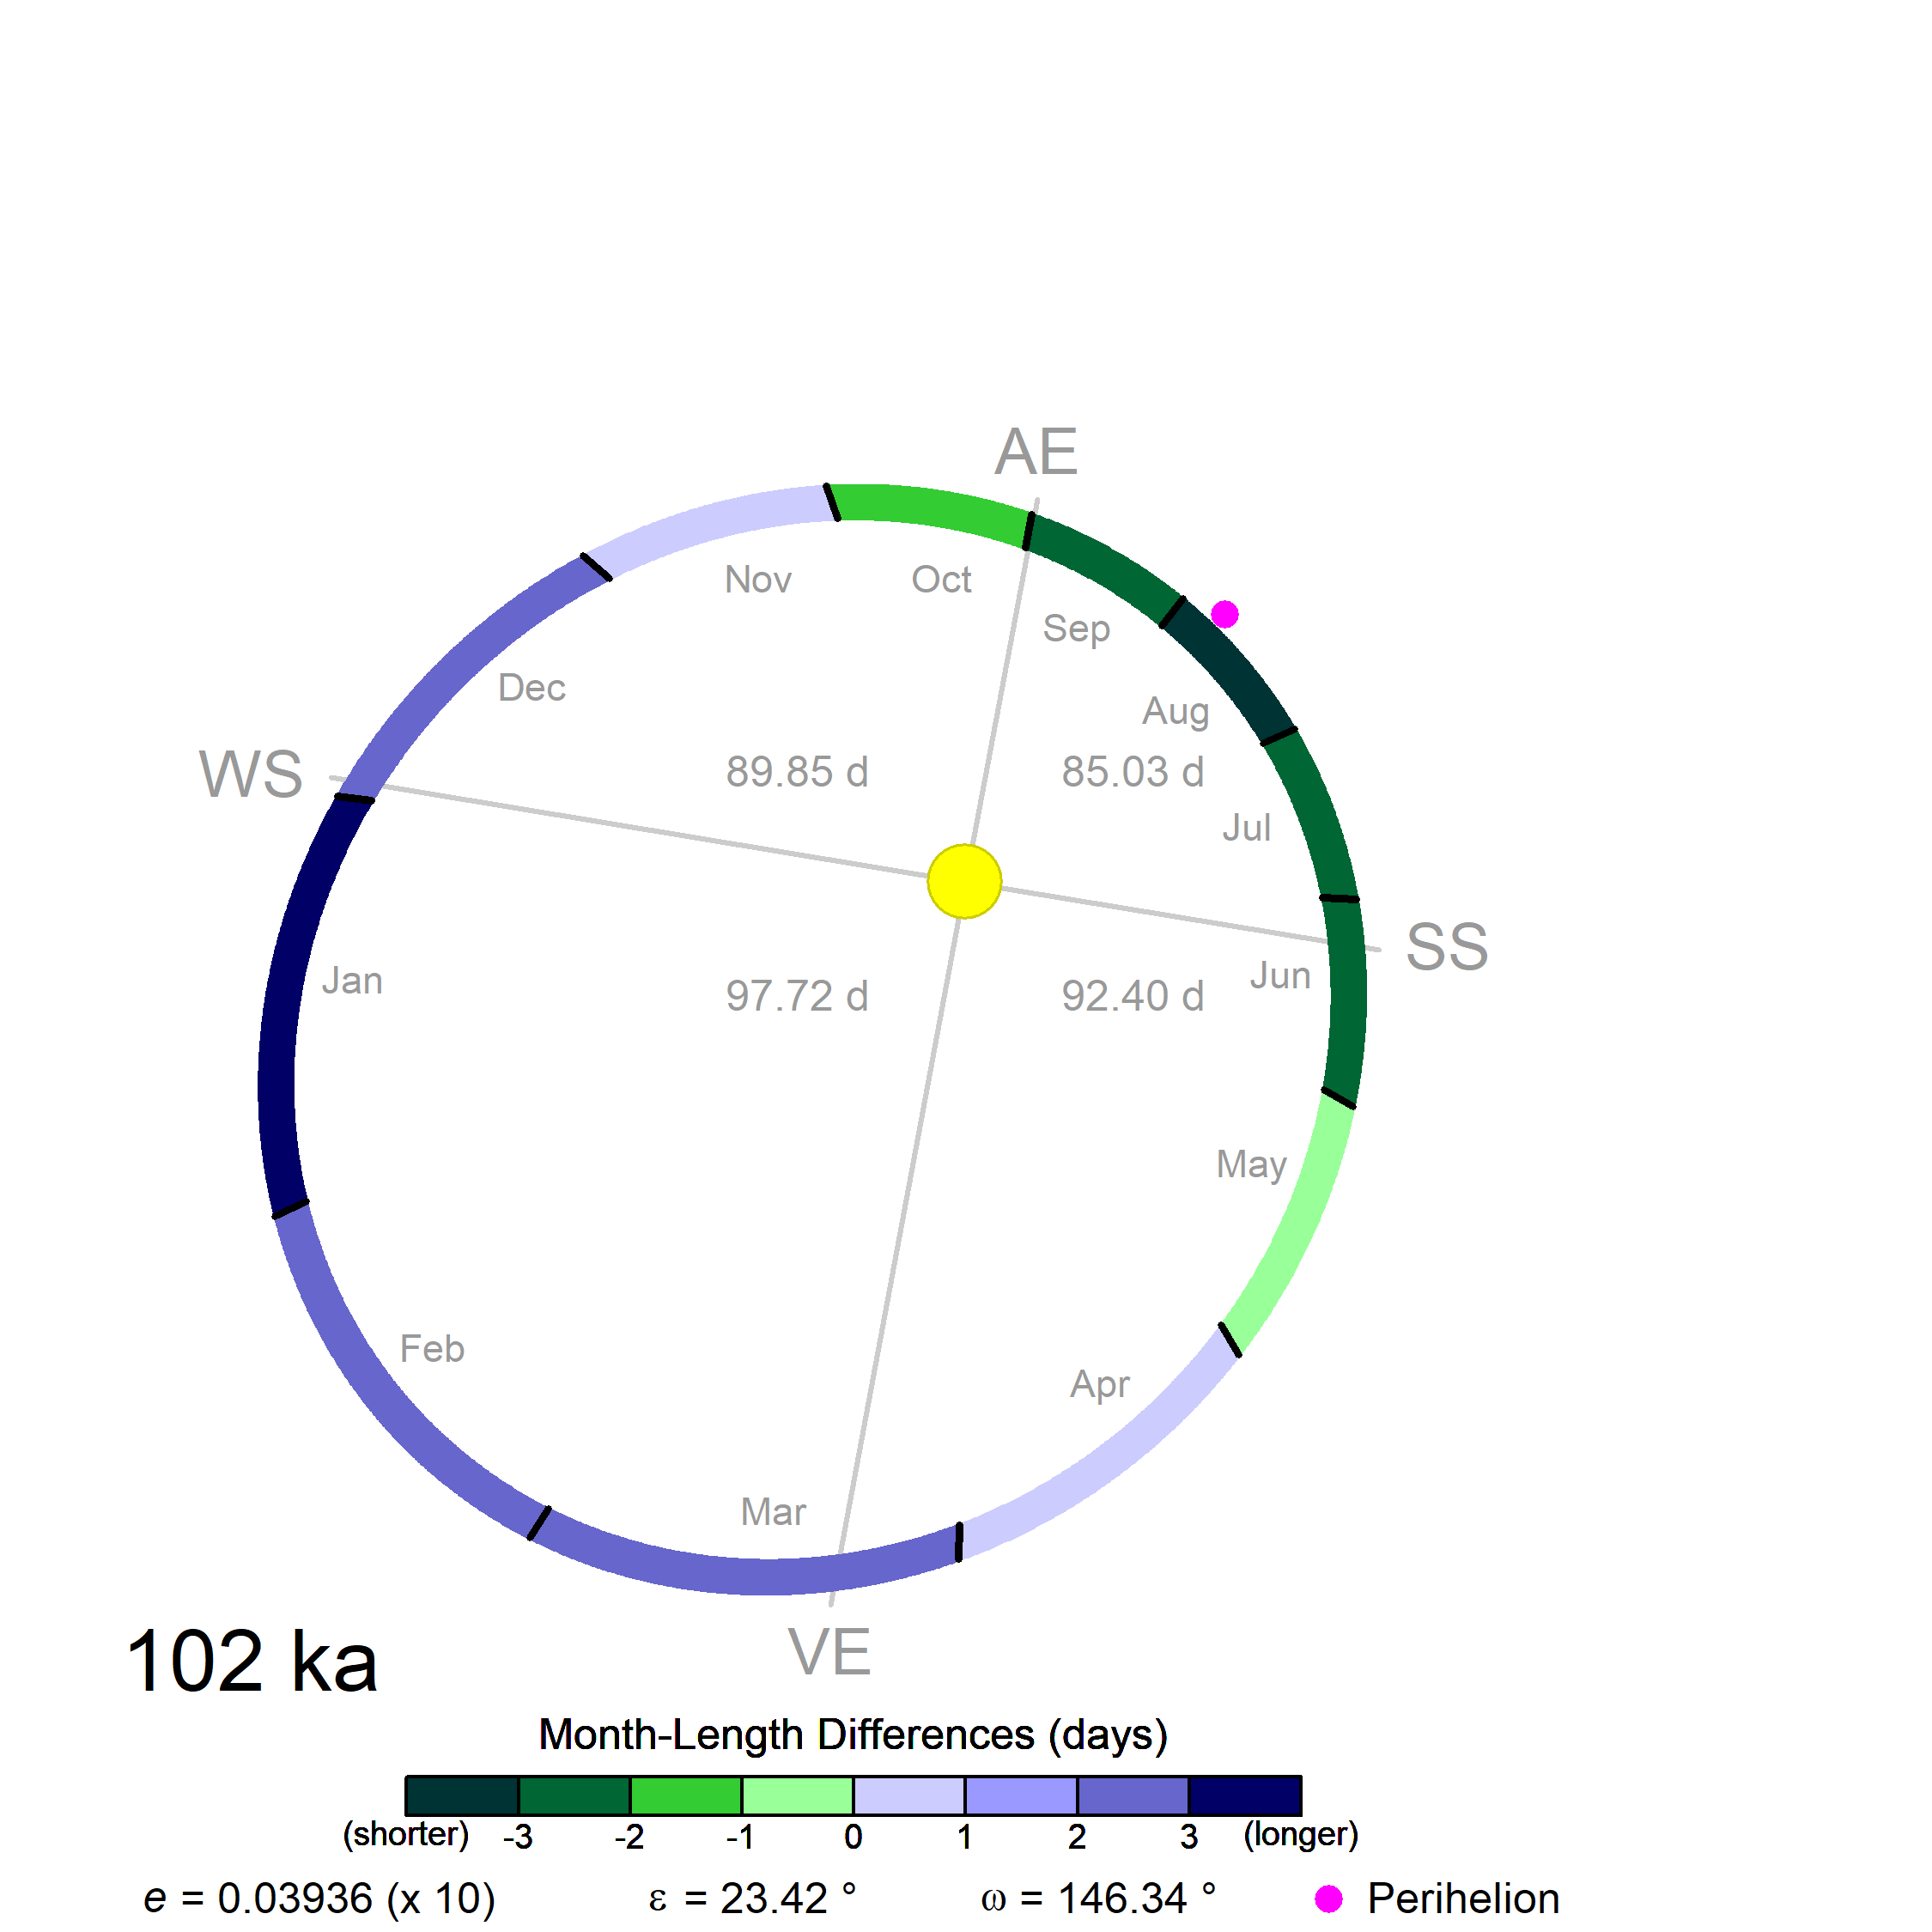 AE
Nov
Oct
Sep
Dec
Aug
WS
89.85 d
85.03 d
Jul
SS
Jan
97.72 d
92.40 d
Jun
May
Feb
Apr
Mar
VE
102 ka
Month-Length Differences (days)
(shorter) -3 -2 -1 0 1 2 3 (longer)
e = 0.03936 (x 10) ε = 23.42 ° ω = 146.34 ° Perihelion